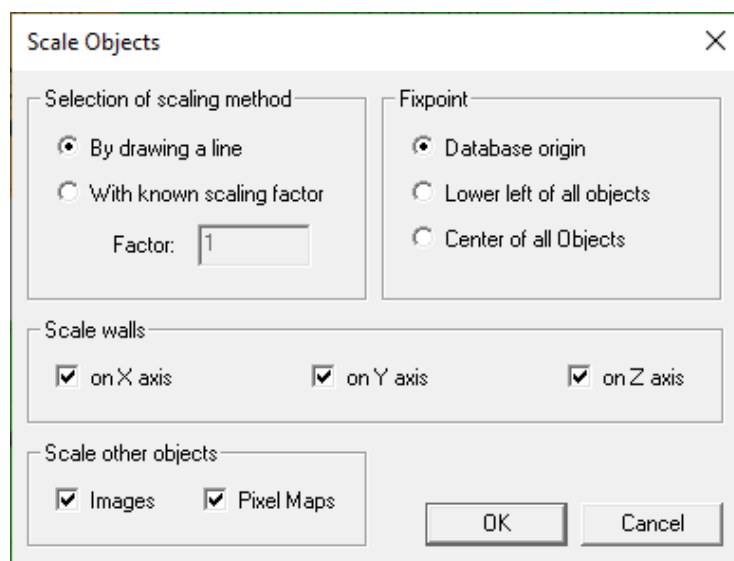 Scale Objects
Selection of scaling method
By drawing a line
With known scaling factor
Factor: 1
Fixpoint
Database origin
Lower left of all objects
Center of all Objects
Scale walls
on X axis on Y axis on Z axis
Scale other objects
Images Pixel Maps
OK Cancel